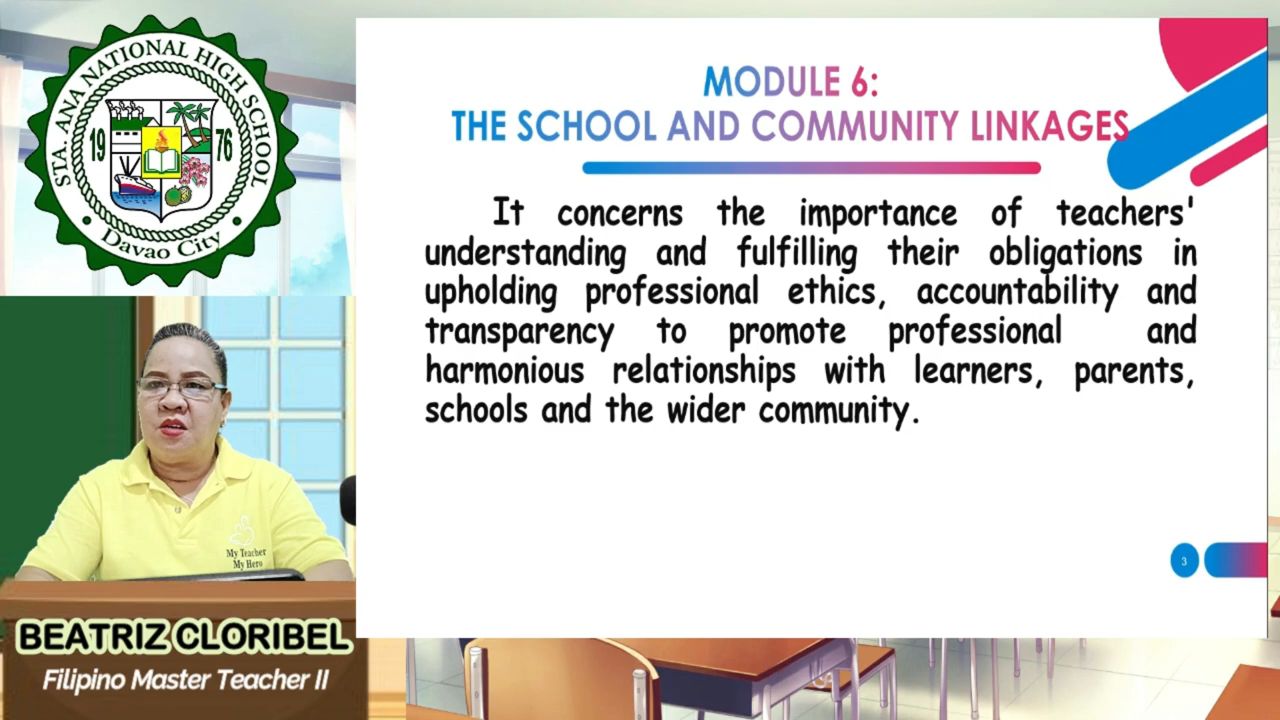 STA. ANA NATIONAL HIGH SCHOOL
19 76
Davao City
MODULE 6:
THE SCHOOL AND COMMUNITY LINKAGES
It concerns the importance of teachers'
understanding and fulfilling their obligations in
upholding professional ethics, accountability and
transparency to promote professional and
harmonious relationships with learners, parents,
schools and the wider community.
3
My Teacher
My Hero
BEATRIZ CLORIBEL
Filipino Master Teacher II